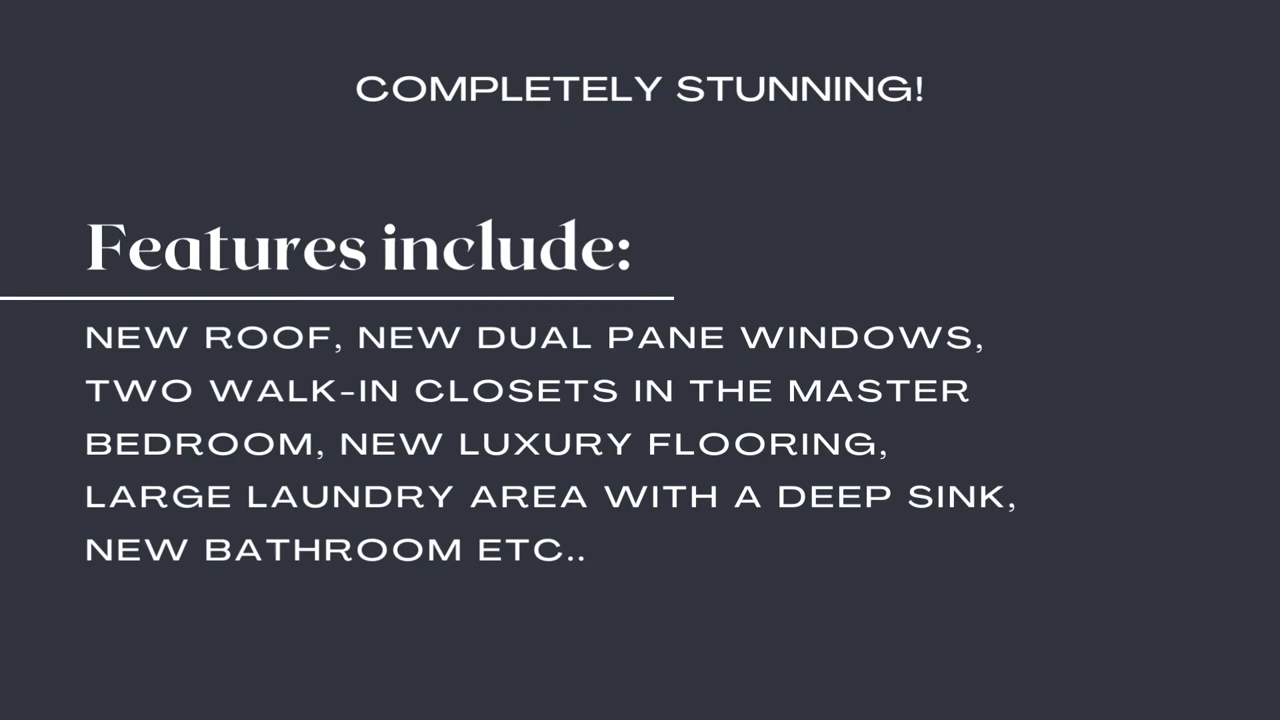 COMPLETELY STUNNING!
Features include:
NEW ROOF, NEW DUAL PANE WINDOWS,
TWO WALK-IN CLOSETS IN THE MASTER
BEDROOM, NEW LUXURY FLOORING,
LARGE LAUNDRY AREA WITH A DEEP SINK,
NEW BATHROOM ETC..